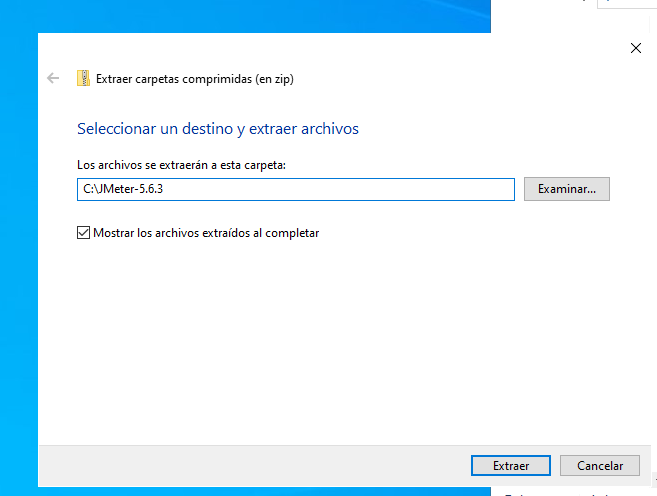 Extraer carpetas comprimidas (en zip)
Seleccionar un destino y extraer archivos
Los archivos se extraerán a esta carpeta:
C:\JMeter-5.6.3
Examinar...
Mostrar los archivos extraídos al completar
Extraer
Cancelar